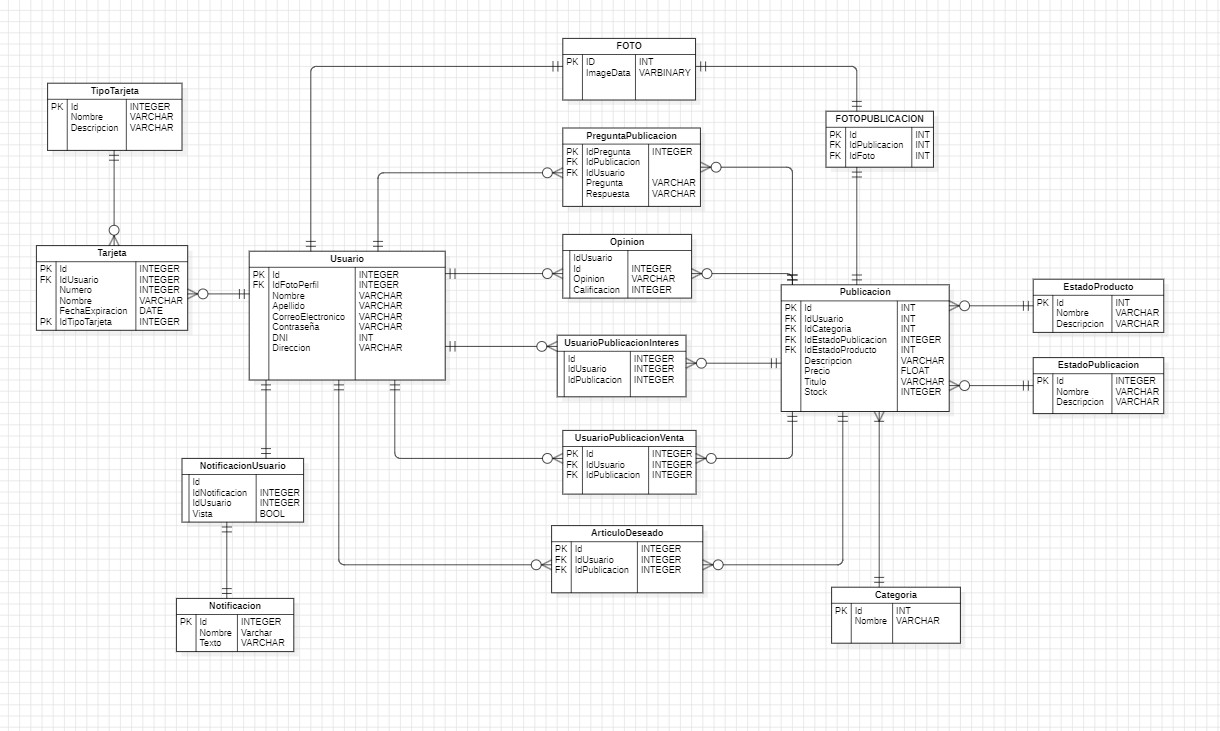 FOTO
PK ID INT
ImageData VARBINARY
TipoTarjeta
PK Id INTEGER
Nombre VARCHAR
Descripcion VARCHAR
FOTOPUBLICACION
PK Id INT
FK IdPublicacion INT
FK IdFoto INT
PreguntaPublicacion
PK IdPregunta INTEGER
FK IdPublicacion
FK IdUsuario
Pregunta VARCHAR
Respuesta VARCHAR
Opinion
IdUsuario
Id INTEGER
Opinion VARCHAR
Calificacion INTEGER
Tarjeta
PK Id INTEGER
FK IdUsuario INTEGER
Numero INTEGER
Nombre VARCHAR
FechaExpiracion DATE
PK IdTipoTarjeta INTEGER
Usuario
PK Id INTEGER
FK IdFotoPerfil INTEGER
Nombre VARCHAR
Apellido VARCHAR
CorreoElectronico VARCHAR
Contraseña VARCHAR
DNI INT
Direccion VARCHAR
Publicacion
PK Id INT
FK IdUsuario INT
FK IdCategoria INT
FK IdEstadoPublicacion INTEGER
FK IdEstadoProducto INT
Descripcion VARCHAR
Precio FLOAT
Titulo VARCHAR
Stock INTEGER
EstadoProducto
PK Id INT
Nombre VARCHAR
Descripcion VARCHAR
UsuarioPublicacionInteres
Id INTEGER
IdUsuario INTEGER
IdPublicacion INTEGER
EstadoPublicacion
PK Id INTEGER
Nombre VARCHAR
Descripcion VARCHAR
UsuarioPublicacionVenta
PK Id INTEGER
FK IdUsuario INTEGER
FK IdPublicacion INTEGER
NotificacionUsuario
Id
IdNotificacion INTEGER
IdUsuario INTEGER
Vista BOOL
ArticuloDeseado
PK Id INTEGER
FK IdUsuario INTEGER
FK IdPublicacion INTEGER
Notificacion
PK Id INTEGER
Nombre Varchar
Texto VARCHAR
Categoria
PK Id INT
Nombre VARCHAR